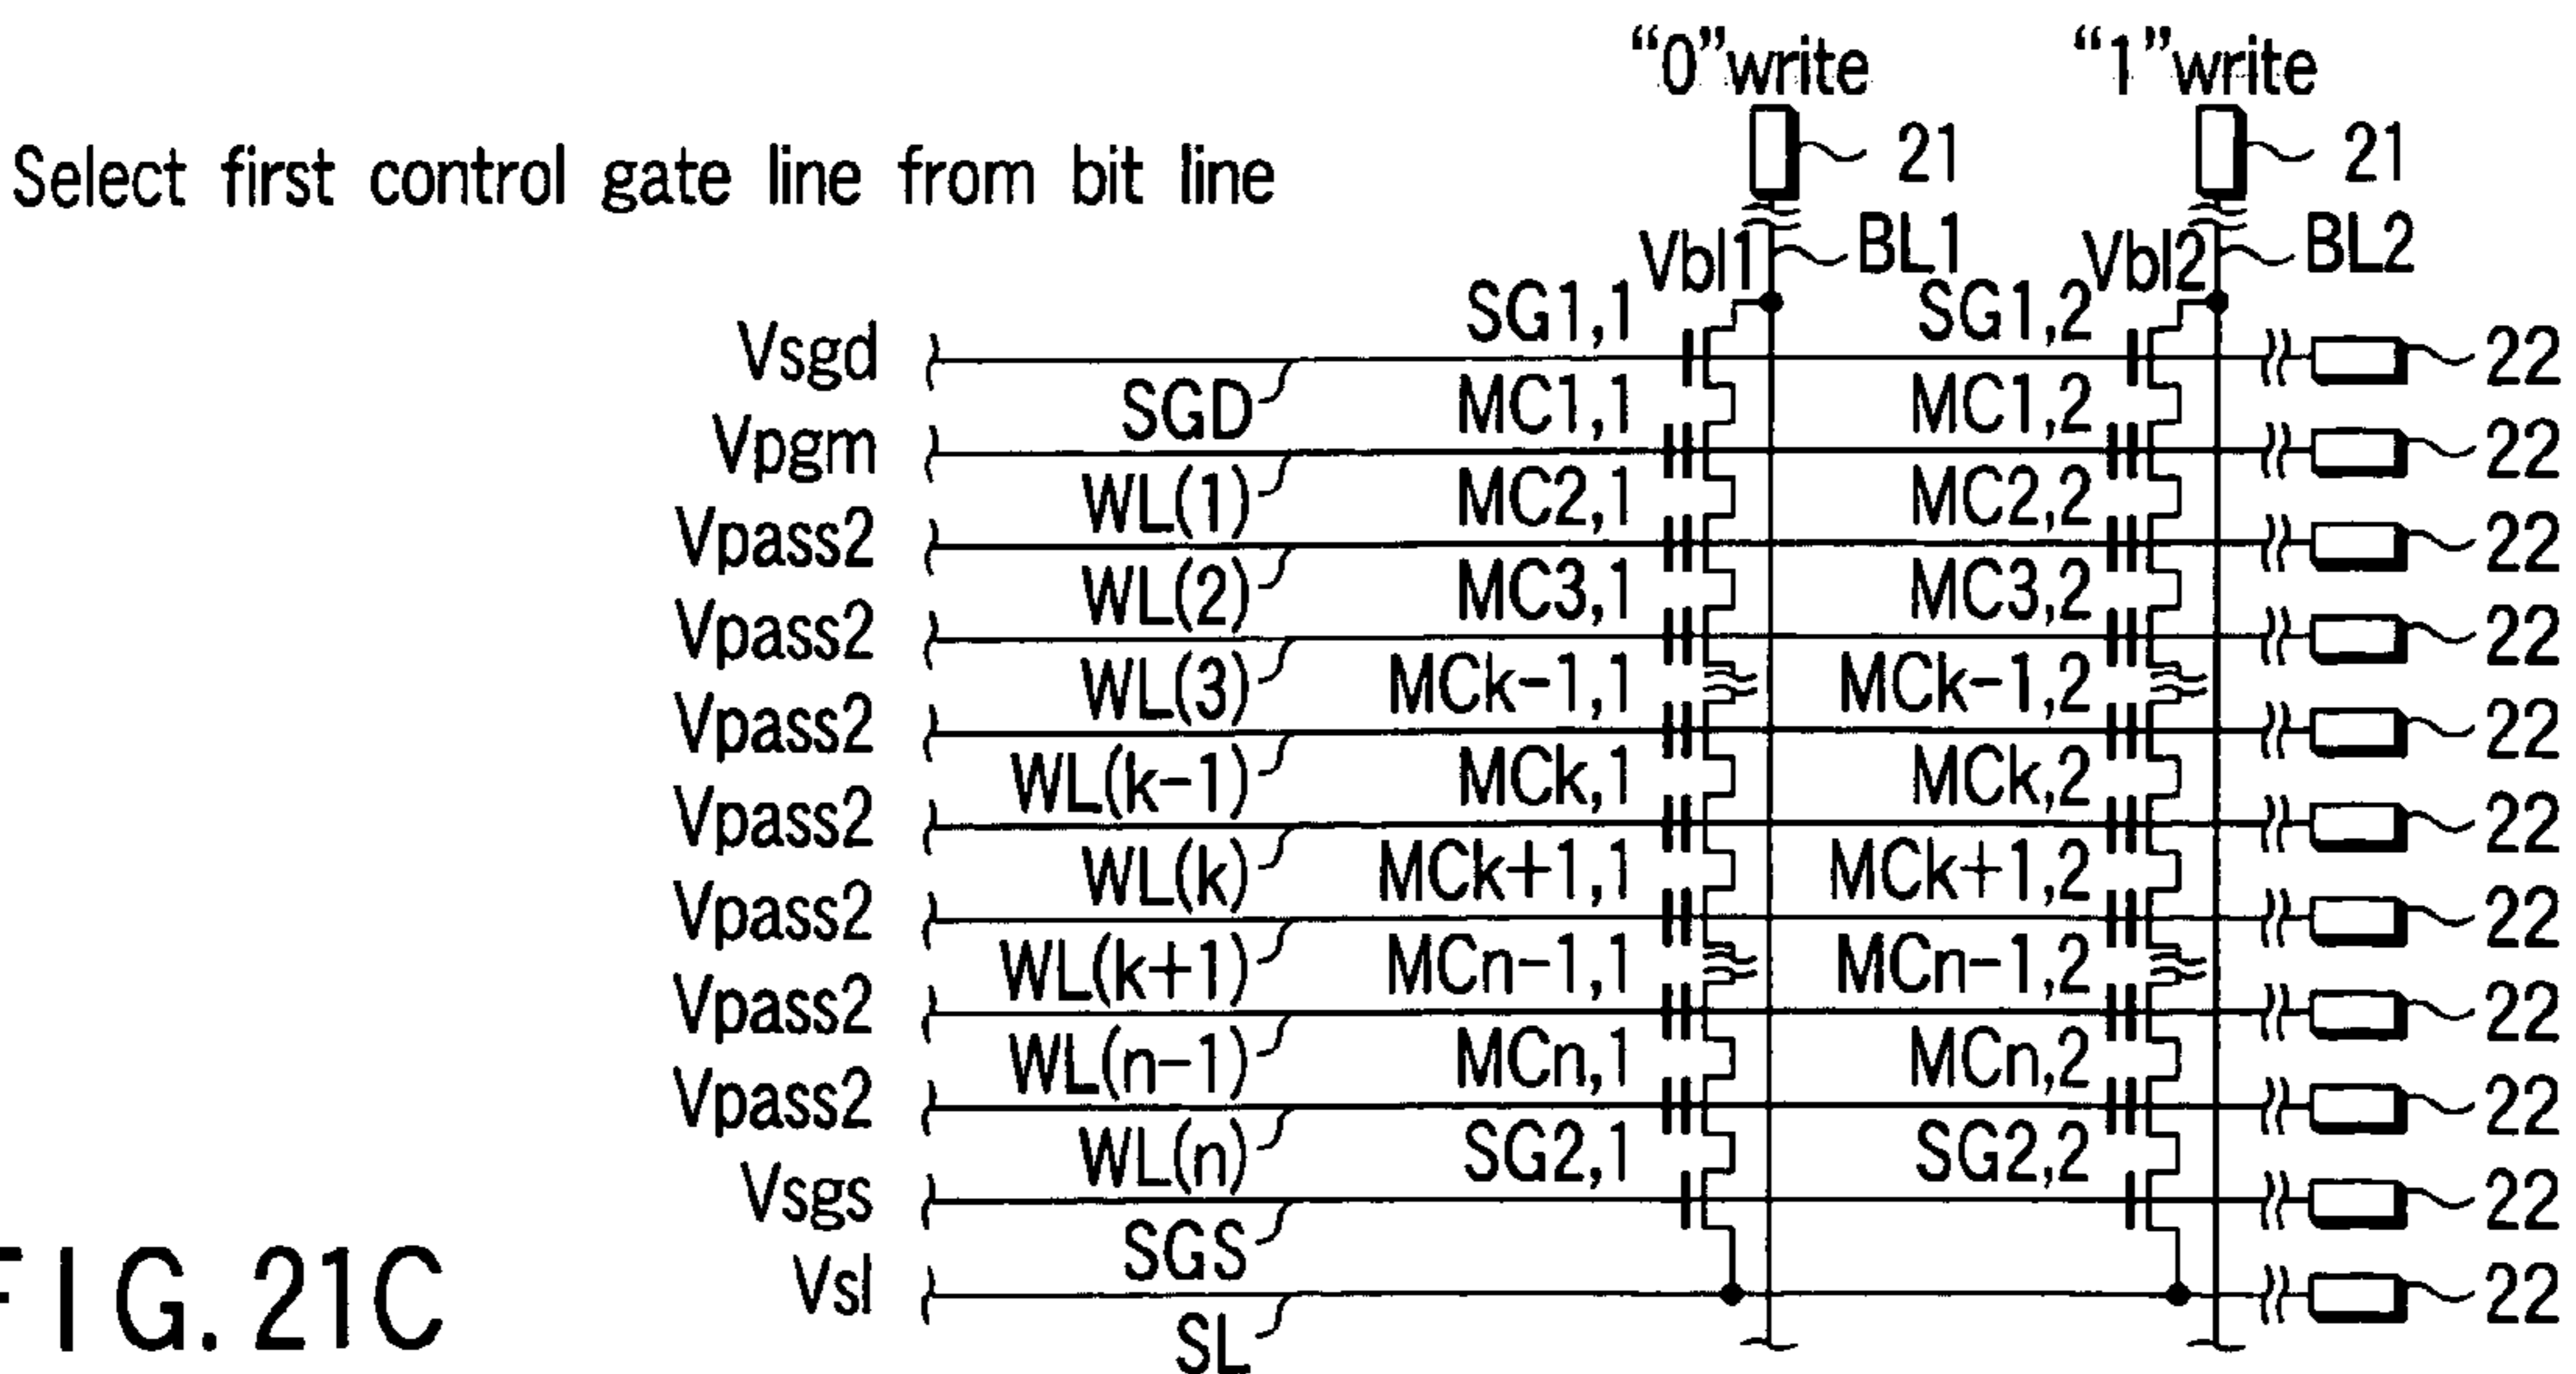 “0”write “1”write
21 21
Select first control gate line from bit line
Vbl1 BL1 Vbl2 BL2
SG1,1 SG1,2
Vsgd 22
SGD MC1,1 MC1,2
Vpgm 22
WL(1) MC2,1 MC2,2
Vpass2 22
WL(2) MC3,1 MC3,2
Vpass2 22
WL(3) MCk-1,1 MCk-1,2
Vpass2 22
WL(k-1) MCk,1 MCk,2
Vpass2 22
WL(k) MCk+1,1 MCk+1,2
Vpass2 22
WL(k+1) MCn-1,1 MCn-1,2
Vpass2 22
WL(n-1) MCn,1 MCn,2
Vpass2 22
WL(n) SG2,1 SG2,2
Vsgs 22
SGS
Vsl 22
SL
FIG. 21C